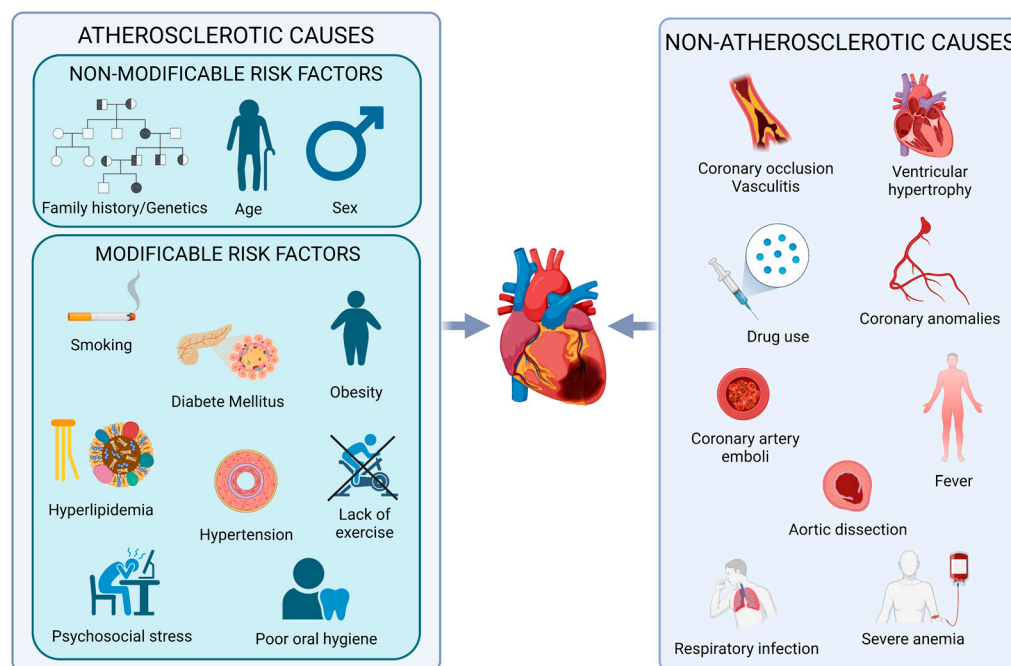 ATHEROSCLEROTIC CAUSES
NON-MODIFICABLE RISK FACTORS
Family history/Genetics
Age
Sex
MODIFICABLE RISK FACTORS
Smoking
Diabete Mellitus
Obesity
Hyperlipidemia
Hypertension
Lack of
exercise
Psychosocial stress
Poor oral hygiene
NON-ATHEROSCLEROTIC CAUSES
Coronary occlusion
Vasculitis
Ventricular
hypertrophy
Drug use
Coronary anomalies
Coronary artery
emboli
Fever
Aortic dissection
Respiratory infection
Severe anemia